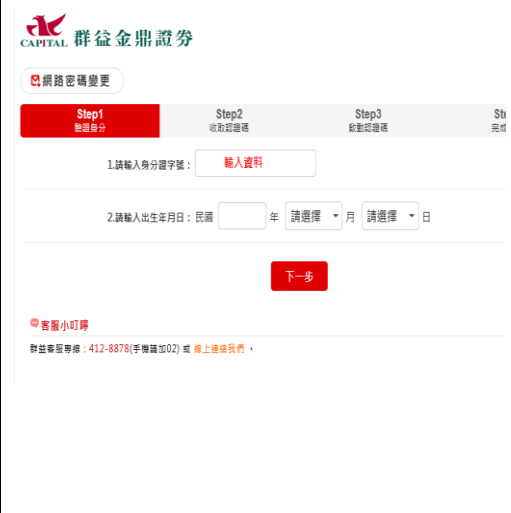 CAPITAL 群益金鼎證券
網路密碼變更
Step1 Step2 Step3
驗證身分 收取認證碼 啟動認證碼 完成
1.請輸入身分證字號： 輸入資料
2.請輸入出生年月日： 民國 年 請選擇 月 請選擇 日
下一步
客服小叮嚀
群益客服專線：412-8878(手機請加02) 或 線上連絡我們 。